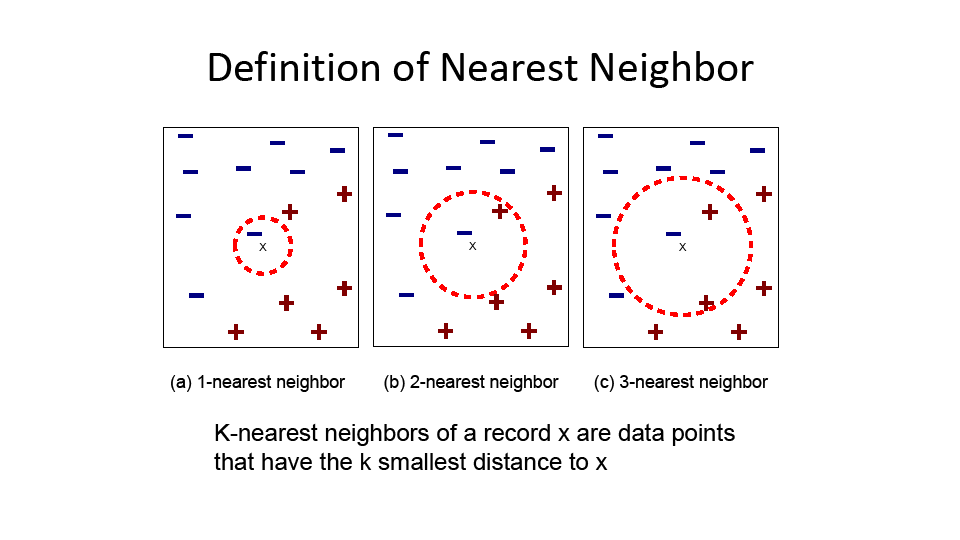 Definition of Nearest Neighbor
X
X
X
(a) 1-nearest neighbor
(b) 2-nearest neighbor
(c) 3-nearest neighbor
K-nearest neighbors of a record x are data points
that have the k smallest distance to x